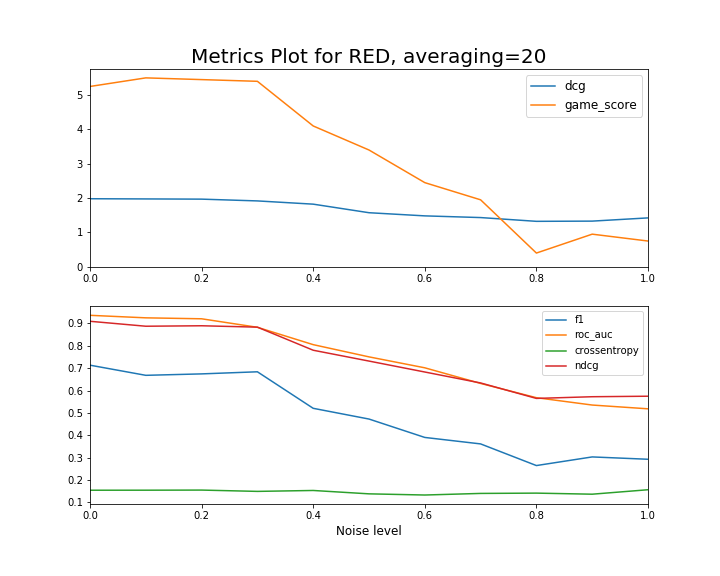 Metrics Plot for RED, averaging=20
dcg
game_score
5
4
3
2
1
0
0.0 0.2 0.4 0.6 0.8 1.0
f1
roc_auc
crossentropy
ndcg
0.9
0.8
0.7
0.6
0.5
0.4
0.3
0.2
0.1
0.0 0.2 0.4 0.6 0.8 1.0
Noise level